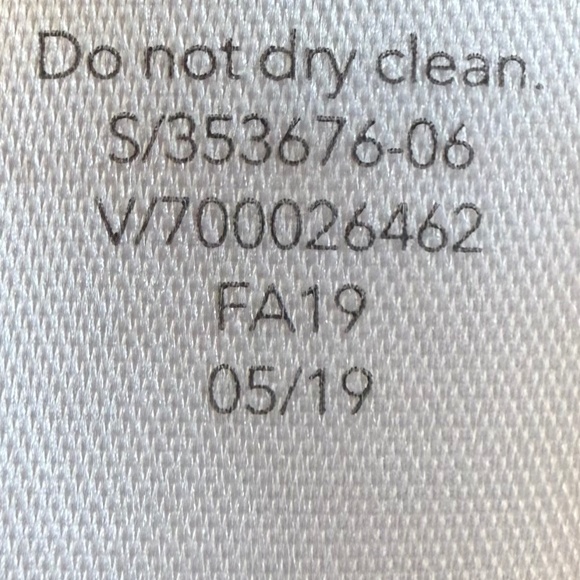 Do not dry clean.
S/353676-06
V/700026462
FA19
05/19